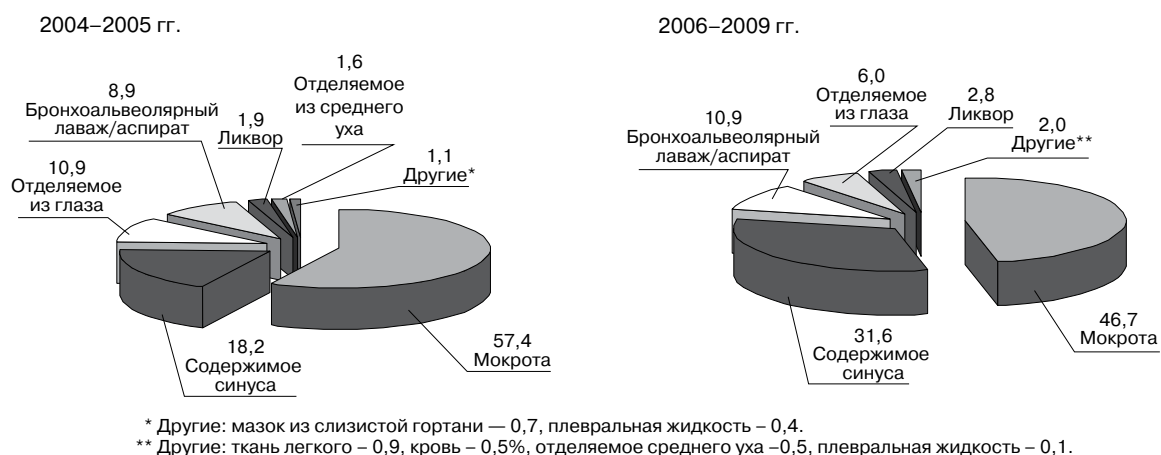 2004–2005 гг.
1,6
Отделяемое
из среднего
уха
8,9
Бронхоальвеолярный
лаваж/аспират
1,9
Ликвор
1,1
Другие*
10,9
Отделяемое
из глаза
18,2
Содержимое
синуса
57,4
Мокрота
2006–2009 гг.
6,0
Отделяемое
из глаза
2,8
Ликвор
10,9
Бронхоальвеолярный
лаваж/аспират
2,0
Другие**
31,6
Содержимое
синуса
46,7
Мокрота
* Другие: мазок из слизистой гортани — 0,7, плевральная жидкость – 0,4.
** Другие: ткань легкого – 0,9, кровь – 0,5%, отделяемое среднего уха –0,5, плевральная жидкость – 0,1.